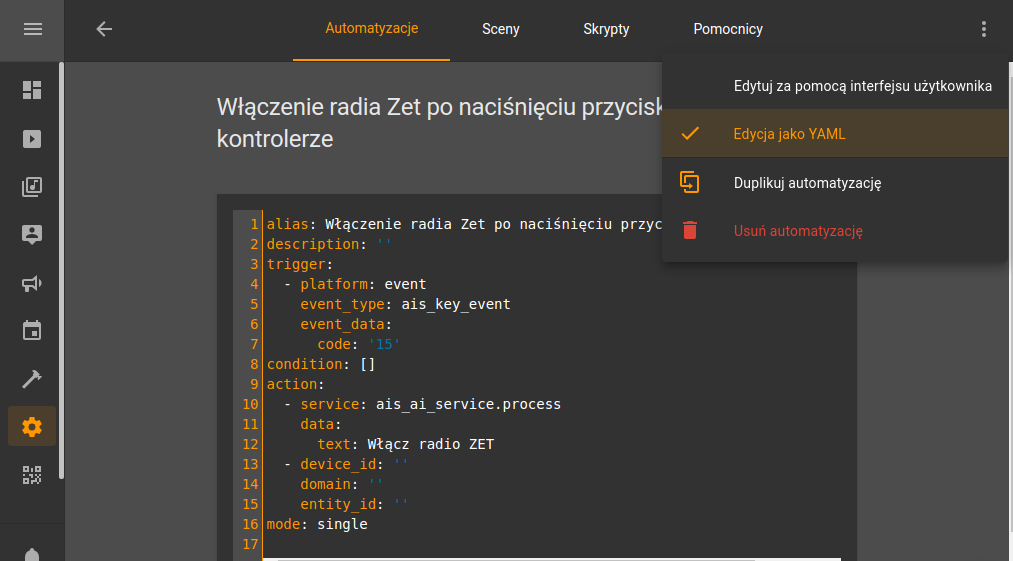 Automatyzacje Sceny Skrypty Pomocnicy
Edytuj za pomocą interfejsu użytkownika
Edycja jako YAML
Duplikuj automatyzację
Usuń automatyzację
Włączenie radia Zet po naciśnięciu przycisk
kontrolerze
1 alias: Włączenie radia Zet po naciśnięciu przyc
2 description: ''
3 trigger:
4   - platform: event
5     event_type: ais_key_event
6     event_data:
7       code: '15'
8 condition: []
9 action:
10   - service: ais_ai_service.process
11     data:
12       text: Włącz radio ZET
13   - device_id: ''
14     domain: ''
15     entity_id: ''
16 mode: single
17